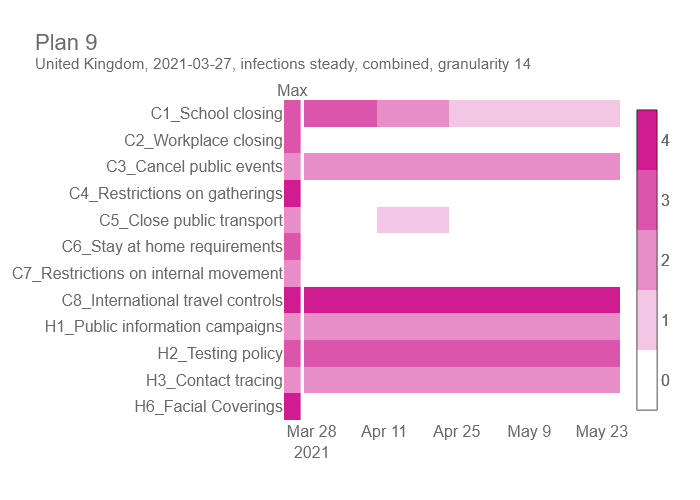 Plan 9
United Kingdom, 2021-03-27, infections steady, combined, granularity 14
Max
C1_School closing
C2_Workplace closing
C3_Cancel public events
C4_Restrictions on gatherings
C5_Close public transport
C6_Stay at home requirements
C7_Restrictions on internal movement
C8_International travel controls
H1_Public information campaigns
H2_Testing policy
H3_Contact tracing
H6_Facial Coverings
Mar 28 Apr 11 Apr 25 May 9 May 23
2021
4
3
2
1
0